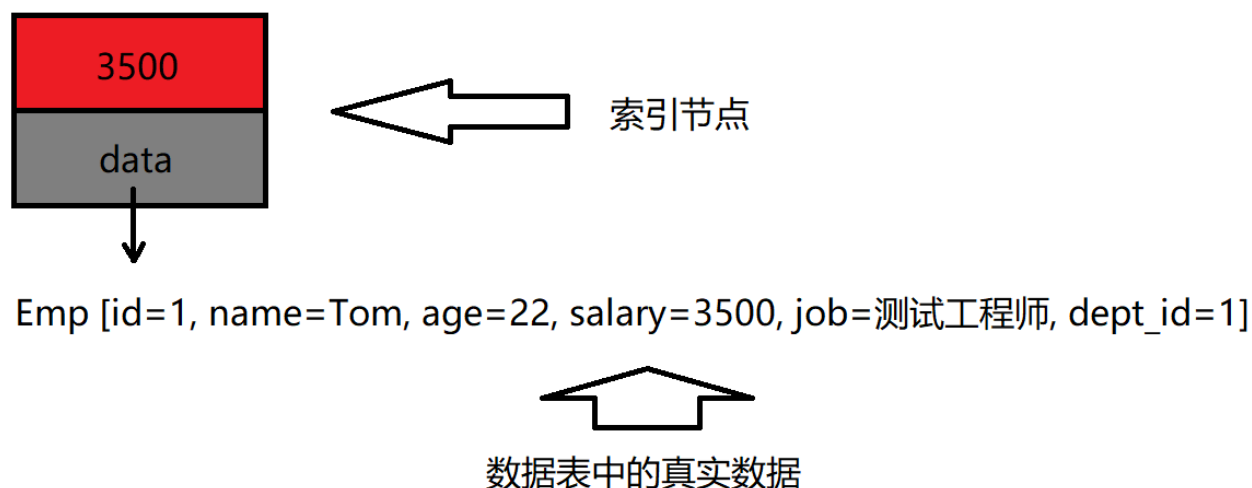 3500
索引节点
data
Emp [id=1, name=Tom, age=22, salary=3500, job=测试工程师, dept_id=1]
数据表中的真实数据